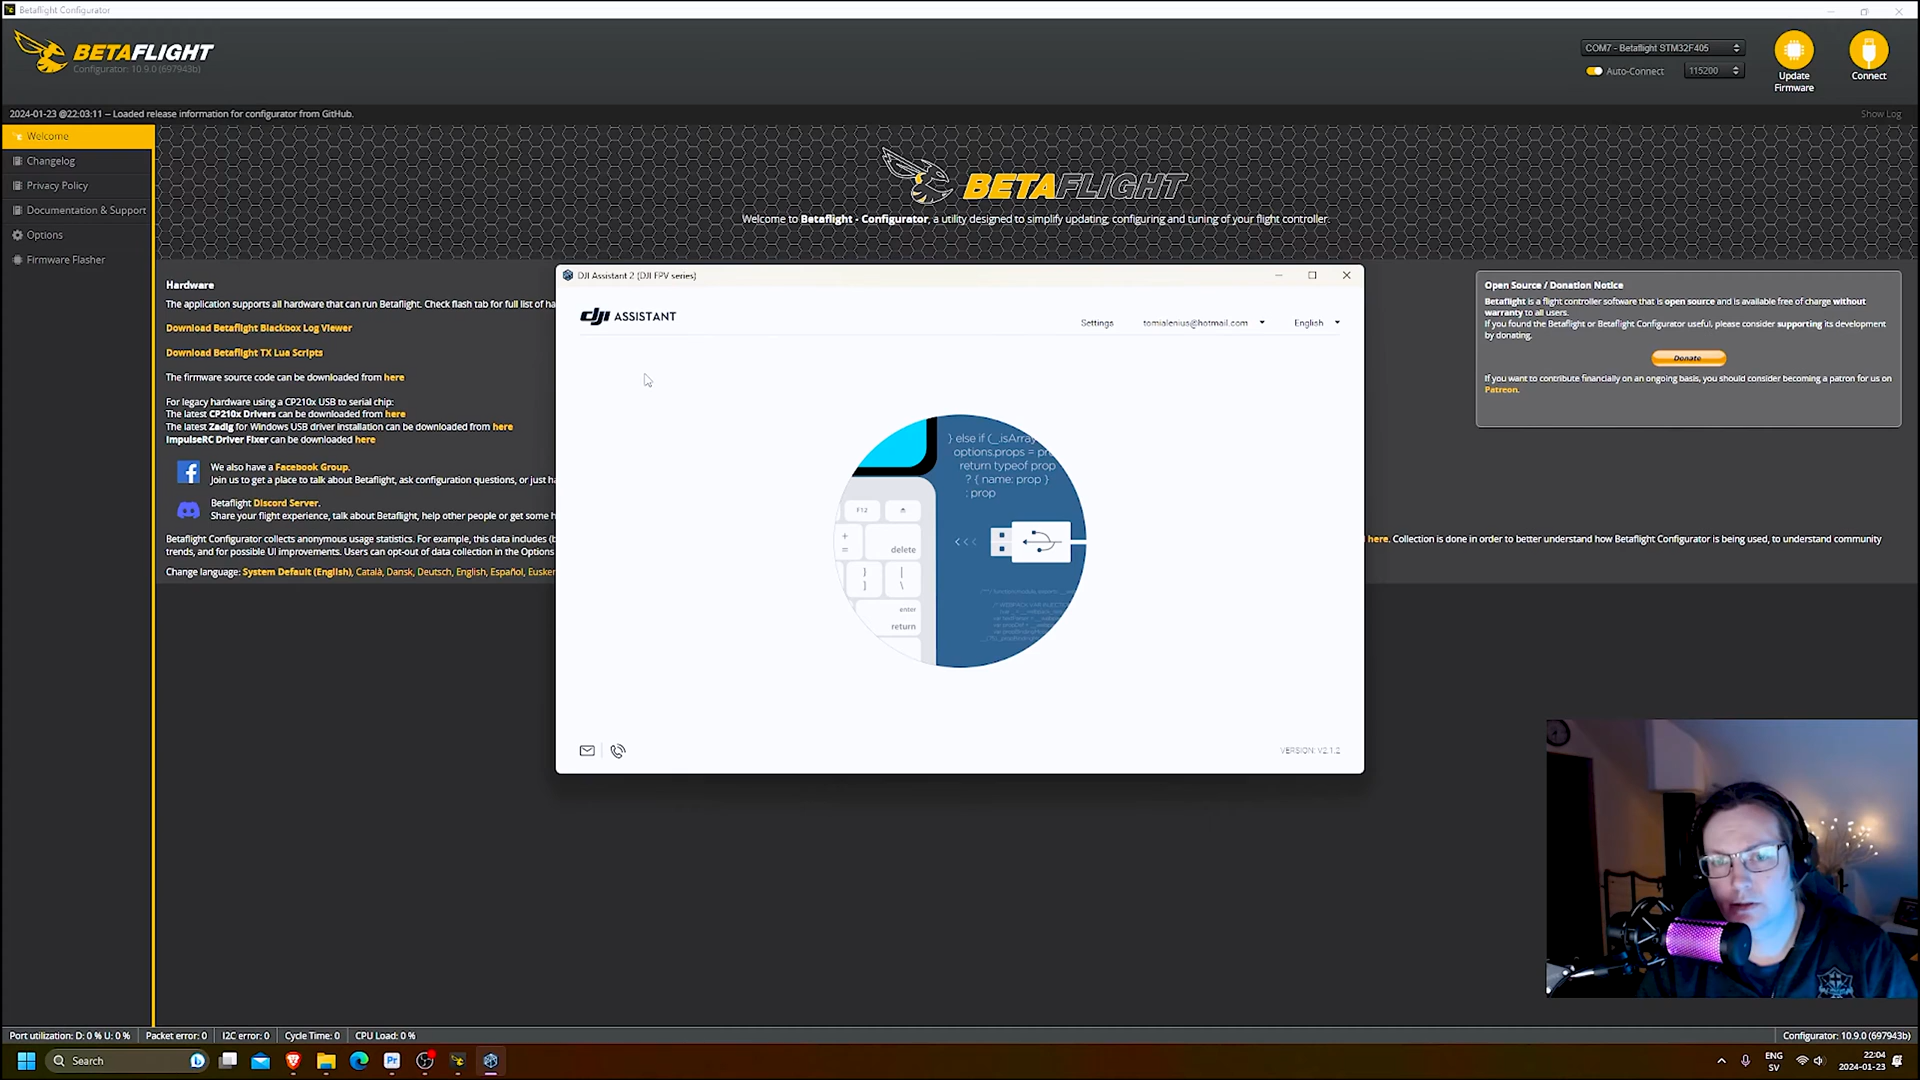 Betaflight Configurator
BETAFLIGHT
Configurator: 10.9.0 (697943b)
COM7 - Betaflight STM32F405
Auto-Connect
115200
Update
Firmware
Connect
2024-01-23 @22:03:11 -- Loaded release information for configurator from GitHub.
Show Log
Welcome
Changelog
Privacy Policy
Documentation & Support
Options
Firmware Flasher
BETAFLIGHT
Welcome to Betaflight - Configurator, a utility designed to simplify updating, configuring and tuning of your flight controller.
Hardware
The application supports all hardware that can run Betaflight. Check flash tab for full list of ha
Download Betaflight Blackbox Log Viewer
Download Betaflight TX Lua Scripts
The firmware source code can be downloaded from here
For legacy hardware using a CP210x USB to serial chip:
The latest CP210x Drivers can be downloaded from here
The latest Zadig for Windows USB driver installation can be downloaded from here
ImpulseRC Driver Fixer can be downloaded here
We also have a Facebook Group.
Join us to get a place to talk about Betaflight, ask configuration questions, or just ha
Betaflight Discord Server.
Share your flight experience, talk about Betaflight, help other people or get some h
Betaflight Configurator collects anonymous usage statistics. For example, this data includes (b
trends, and for possible UI improvements. Users can opt-out of data collection in the Options
Change language: System Default (English), Català, Dansk, Deutsch, English, Español, Eusker
here. Collection is done in order to better understand how Betaflight Configurator is being used, to understand community
Open Source / Donation Notice
Betaflight is a flight controller software that is open source and is available free of charge without
warranty to all users.
If you found the Betaflight or Betaflight Configurator useful, please consider supporting its development
by donating.
Donate
If you want to contribute financially on an ongoing basis, you should consider becoming a patron for us on
Patreon.
DJI Assistant 2 (DJI FPV series)
dji ASSISTANT
Settings
tomialenius@hotmail.com
English
} else if (_.isArray
options.props = pr
return typeof prop
? { name: prop }
: prop
F12
+
=
delete
}
]
|
\
enter
return
VERSION: V2.1.2
Port utilization: D: 0 % U: 0 %
Packet error: 0
I2C error: 0
Cycle Time: 0
CPU Load: 0 %
Configurator: 10.9.0 (697943b)
Search
Pr
ENG
SV
22:04
2024-01-23